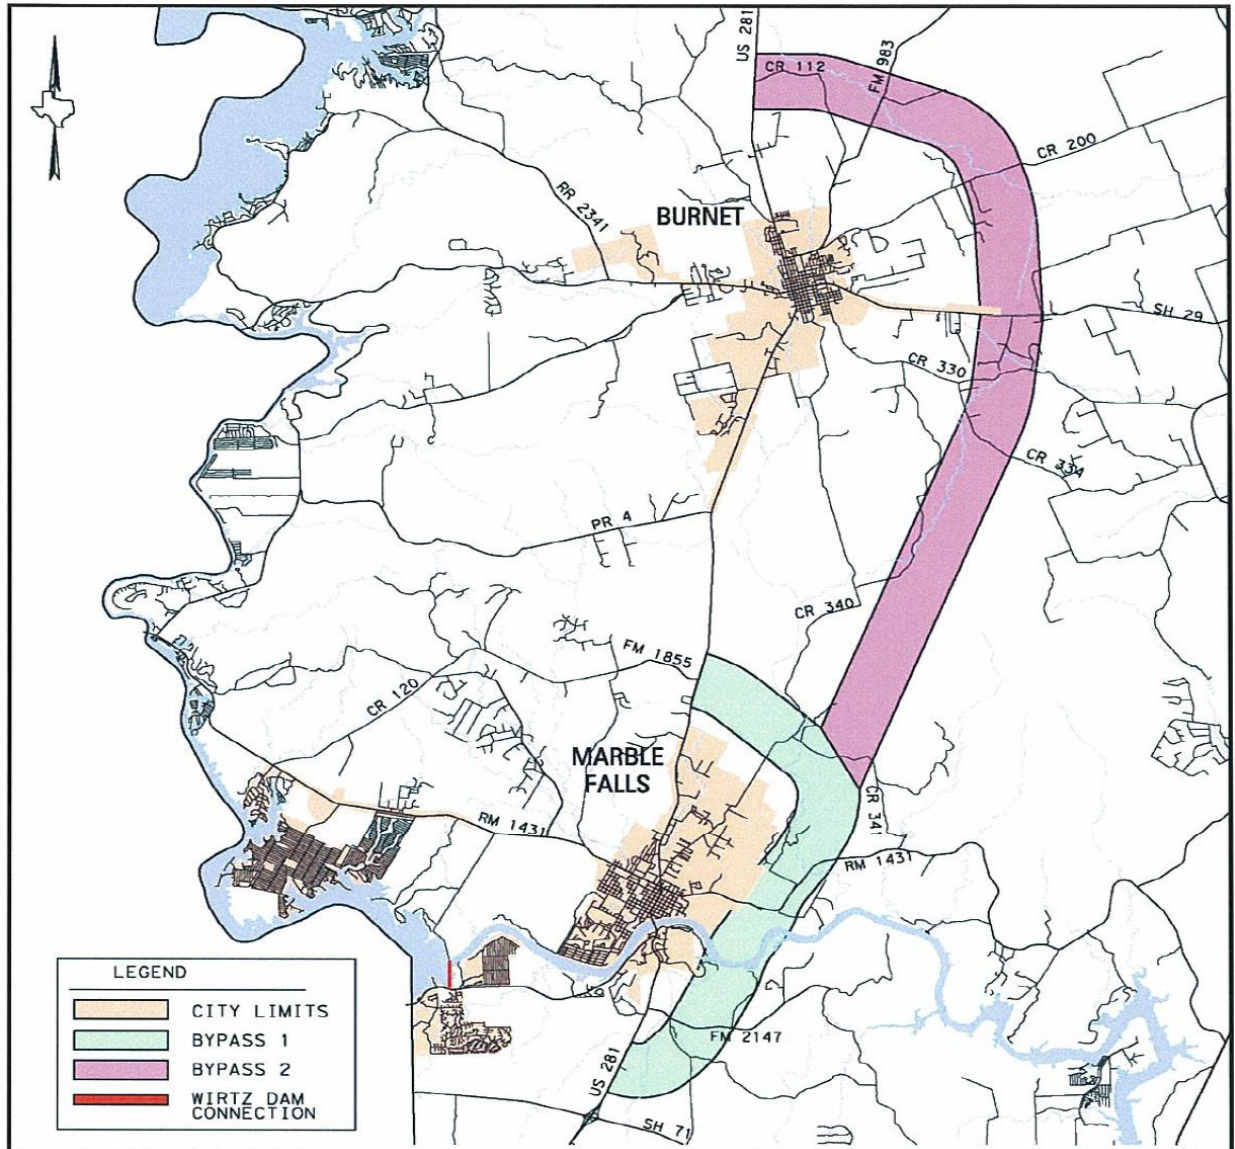 US 281
CR 112
FM 983
CR 200
RR 2341
BURNET
SH 29
CR 330
CR 334
PR 4
CR 340
FM 1855
CR 120
MARBLE
FALLS
RM 1431
CR 341
RM 1431
FM 2147
US 281
SH 71
LEGEND
CITY LIMITS
BYPASS 1
BYPASS 2
WIRTZ DAM
CONNECTION